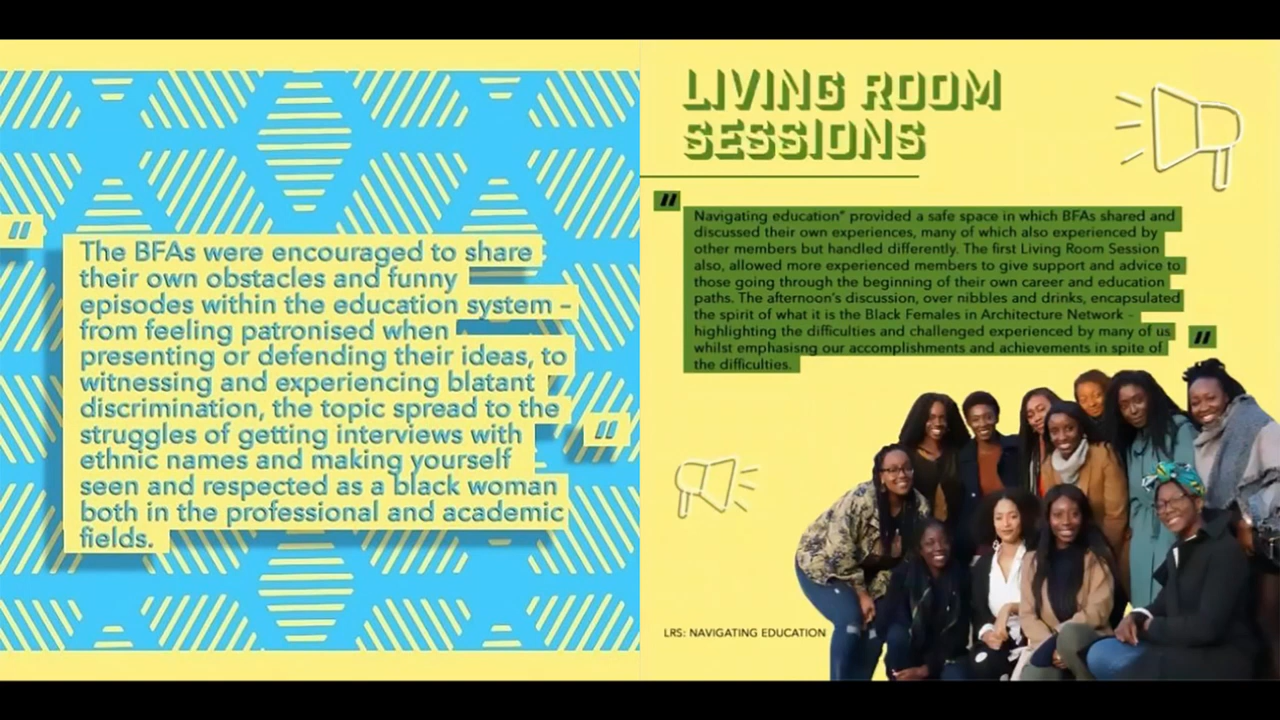 "
The BFAs were encouraged to share
their own obstacles and funny
episodes within the education system –
from feeling patronised when
presenting or defending their ideas, to
witnessing and experiencing blatant
discrimination, the topic spread to the
struggles of getting interviews with
ethnic names and making yourself
seen and respected as a black woman
both in the professional and academic
fields.
"
LIVING ROOM
SESSIONS
"
Navigating education" provided a safe space in which BFAs shared and
discussed their own experiences, many of which also experienced by
other members but handled differently. The first Living Room Session
also, allowed more experienced members to give support and advice to
those going through the beginning of their own career and education
paths. The afternoon's discussion, over nibbles and drinks, encapsulated
the spirit of what it is the Black Females in Architecture Network –
highlighting the difficulties and challenged experienced by many of us
whilst emphasisng our accomplishments and achievements in spite of
the difficulties.
"
LRS: NAVIGATING EDUCATION